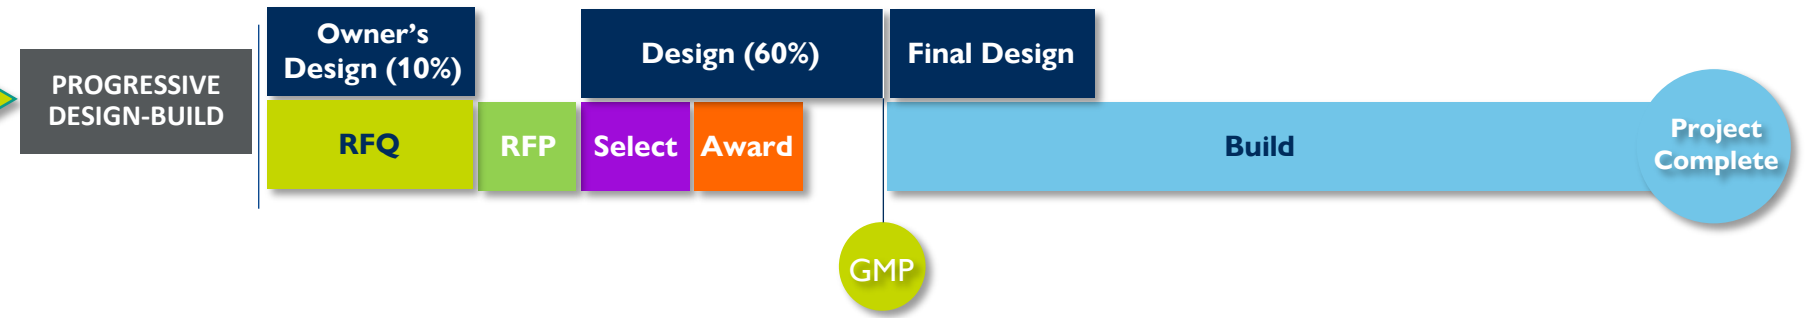 PROGRESSIVE
DESIGN-BUILD
Owner's
Design (10%)
Design (60%)
Final Design
RFQ
RFP
Select
Award
Build
Project
Complete
GMP